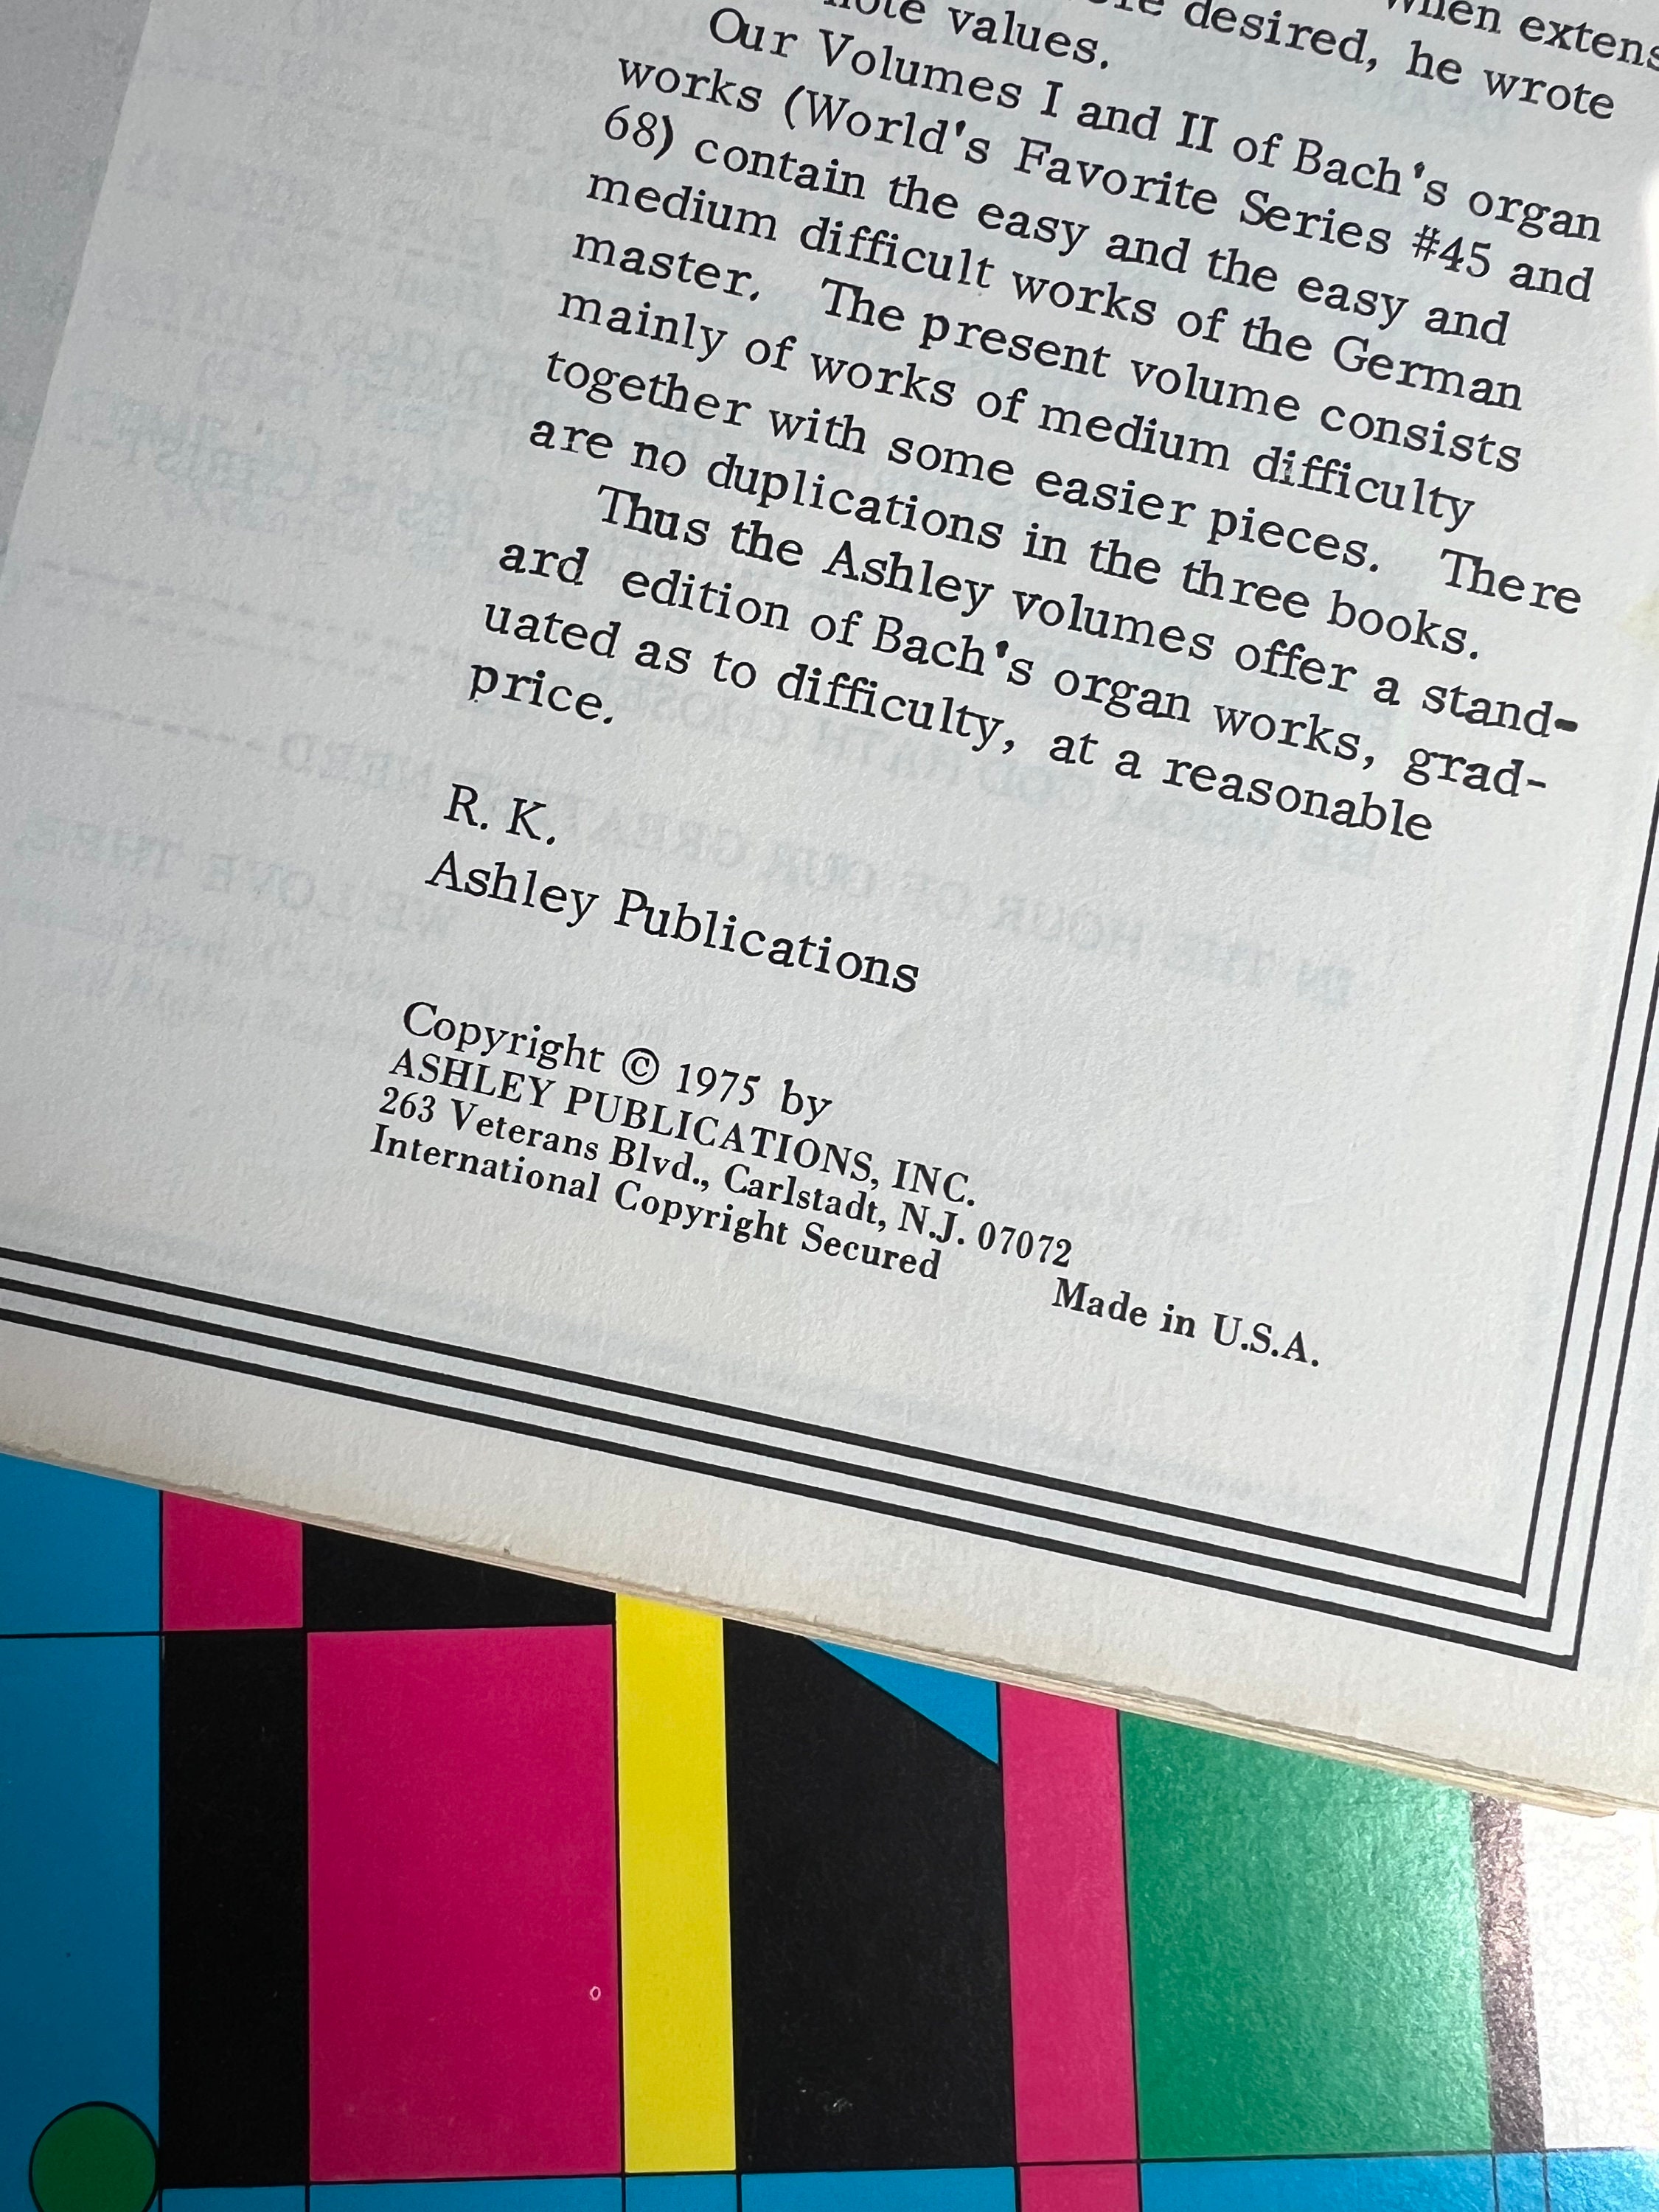 when extens
note values. desired, he wrote
Our Volumes I and II of Bach's organ
works (World's Favorite Series #45 and
68) contain the easy and the easy and
medium difficult works of the German
master. The present volume consists
mainly of works of medium difficulty
together with some easier pieces. There
are no duplications in the three books.
Thus the Ashley volumes offer a stand-
ard edition of Bach's organ works, grad-
uated as to difficulty, at a reasonable
price.
R. K.
Ashley Publications
Copyright © 1975 by
ASHLEY PUBLICATIONS, INC.
263 Veterans Blvd., Carlstadt, N.J. 07072
International Copyright Secured
Made in U.S.A.